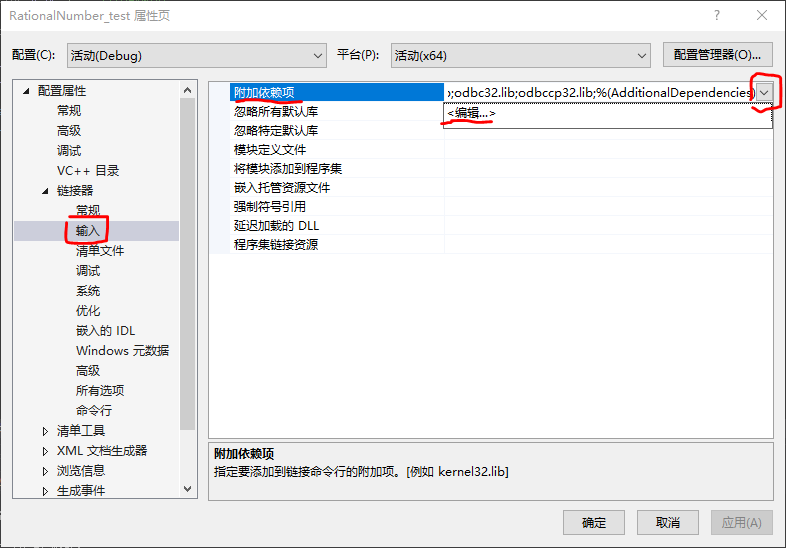 RationalNumber_test 属性页
配置(C): 活动(Debug) 平台(P): 活动(x64) 配置管理器(O)...
配置属性
常规
高级
调试
VC++ 目录
链接器
常规
输入
清单文件
调试
系统
优化
嵌入的 IDL
Windows 元数据
高级
所有选项
命令行
清单工具
XML 文档生成器
浏览信息
生成事件
附加依赖项 ;odbc32.lib;odbccp32.lib;%(AdditionalDependencies)
<编辑...>
忽略所有默认库
忽略特定默认库
模块定义文件
将模块添加到程序集
嵌入托管资源文件
强制符号引用
延迟加载的 DLL
程序集链接资源
附加依赖项
指定要添加到链接命令行的附加项。[例如 kernel32.lib]
确定 取消 应用(A)